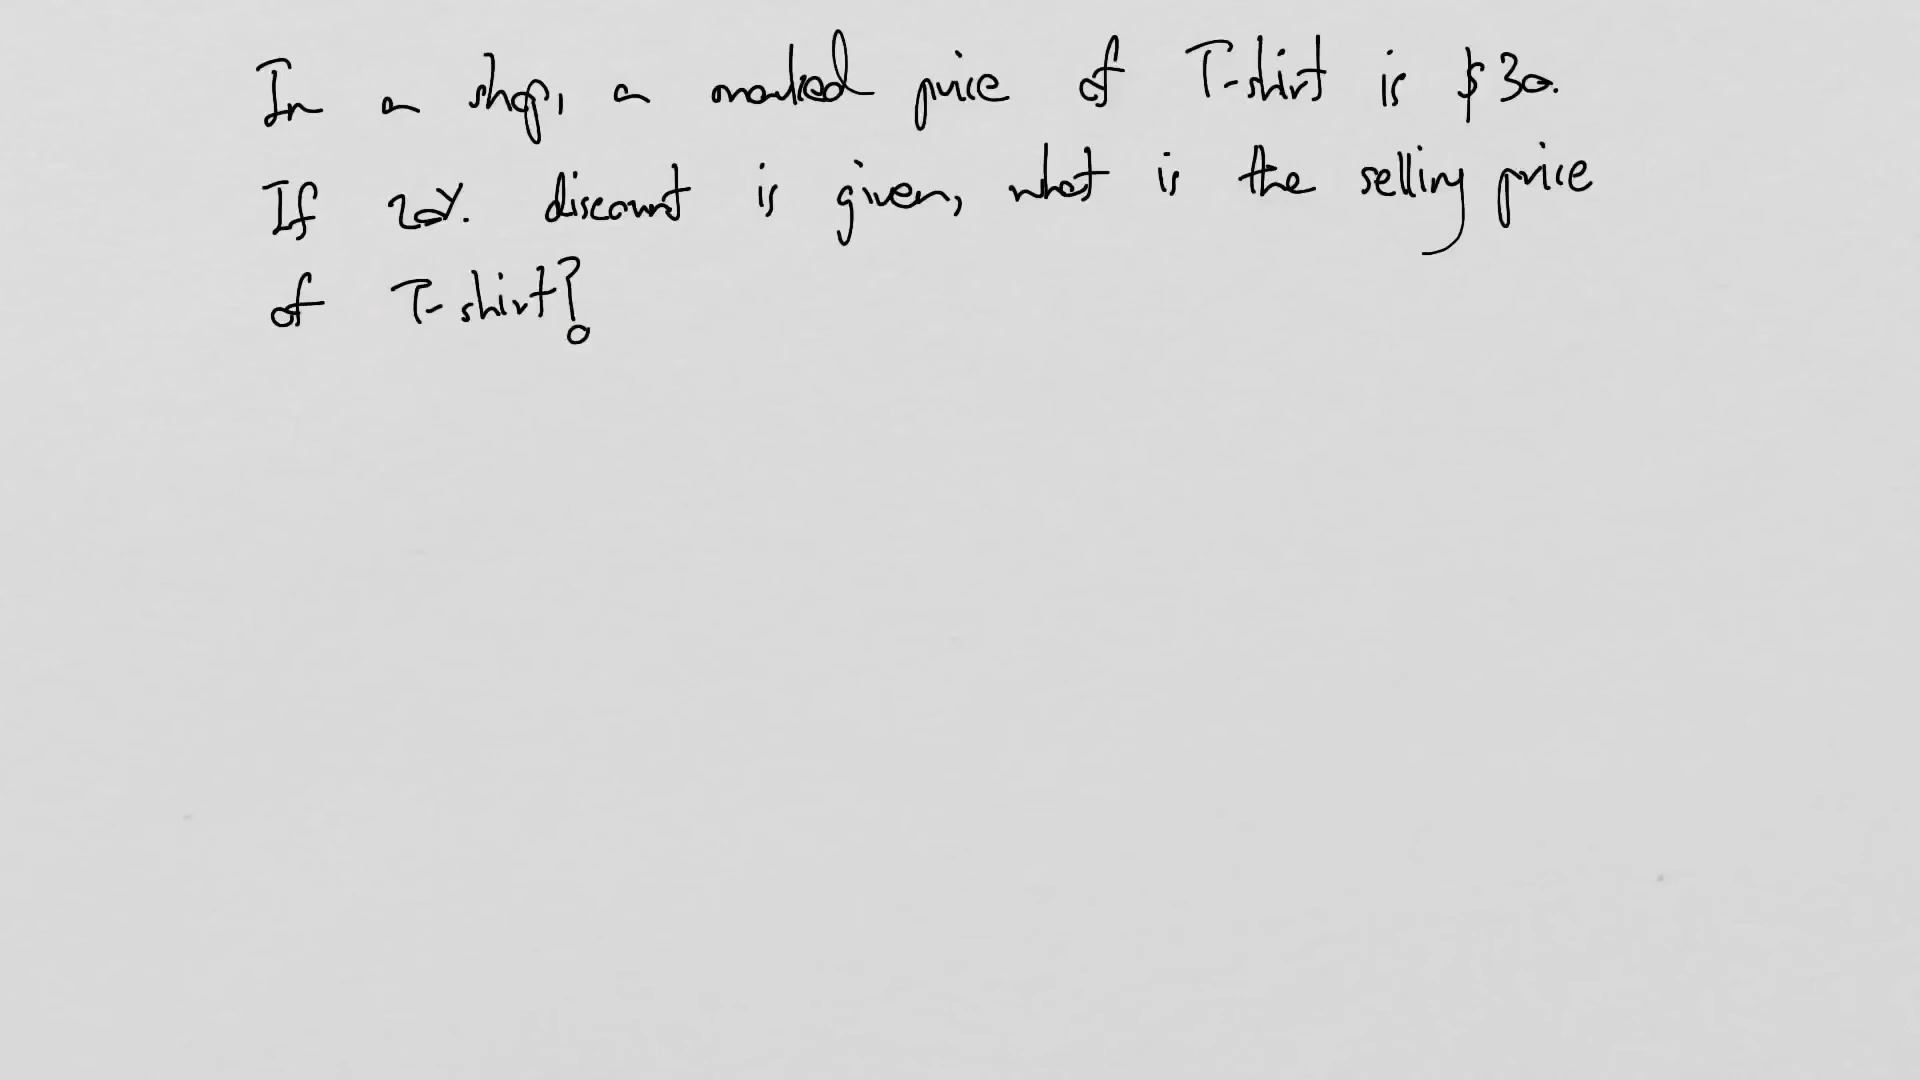 In a shop, a marked price of T-shirt is $30.
If 20% discount is given, what is the selling price
of T-shirt?